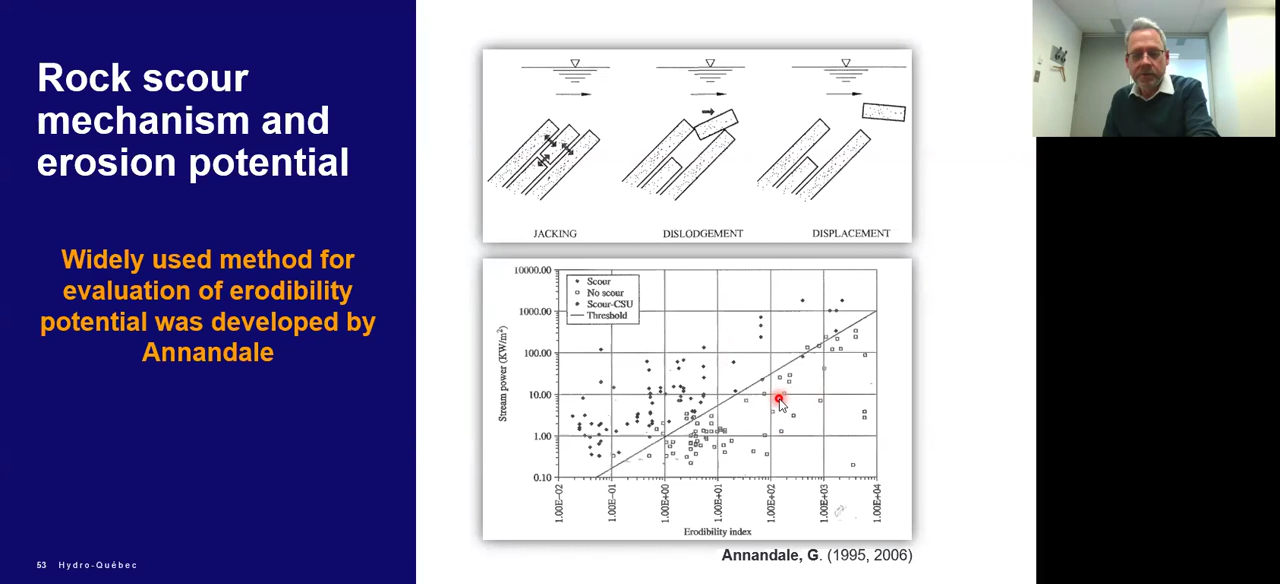 Rock scour
mechanism and
erosion potential
Widely used method for
evaluation of erodibility
potential was developed by
Annandale
53 Hydro-Québec
JACKING
DISLODGEMENT
DISPLACEMENT
Stream power (KW/m²)
10000.00
1000.00
100.00
10.00
1.00
0.10
Scour
No scour
Scour-CSU
Threshold
1.00E-02
1.00E-01
1.00E+00
1.00E+01
1.00E+02
1.00E+03
1.00E+04
Erodibility index
Annandale, G. (1995, 2006)